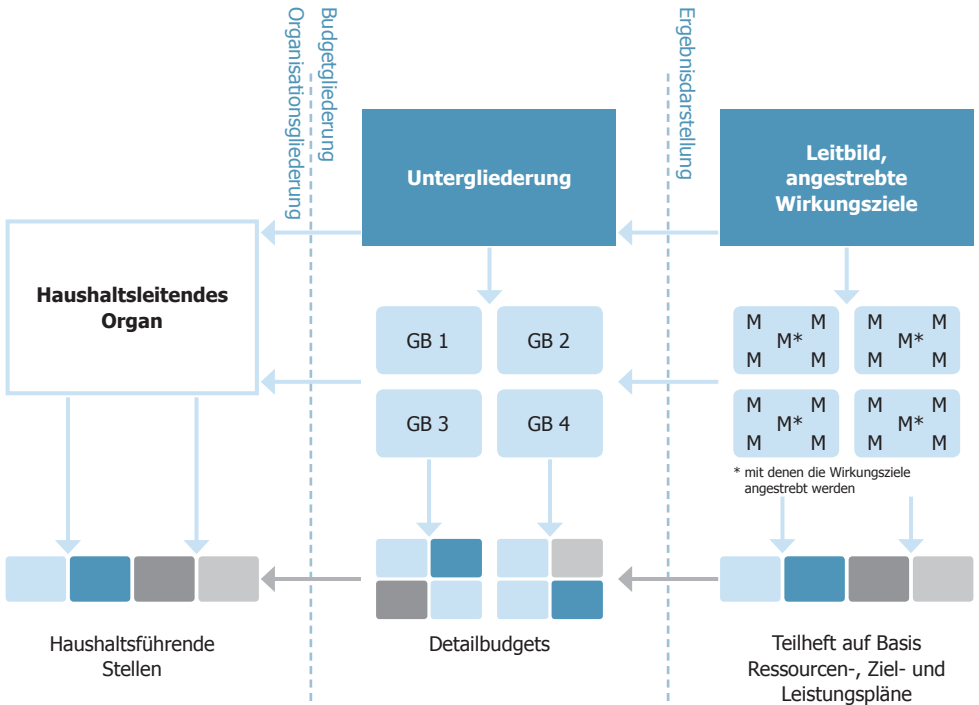 Organisationsgliederung
Budgetgliederung
Ergebnisdarstellung
Haushaltsleitendes
Organ
Haushaltsführende
Stellen
Untergliederung
GB 1
GB 2
GB 3
GB 4
Detailbudgets
Leitbild,
angestrebte
Wirkungsziele
M M
M*
M M
M M
M*
M M
M M
M*
M M
M M
M*
M M
* mit denen die Wirkungsziele
angestrebt werden
Teilheft auf Basis
Ressourcen-, Ziel- und
Leistungspläne